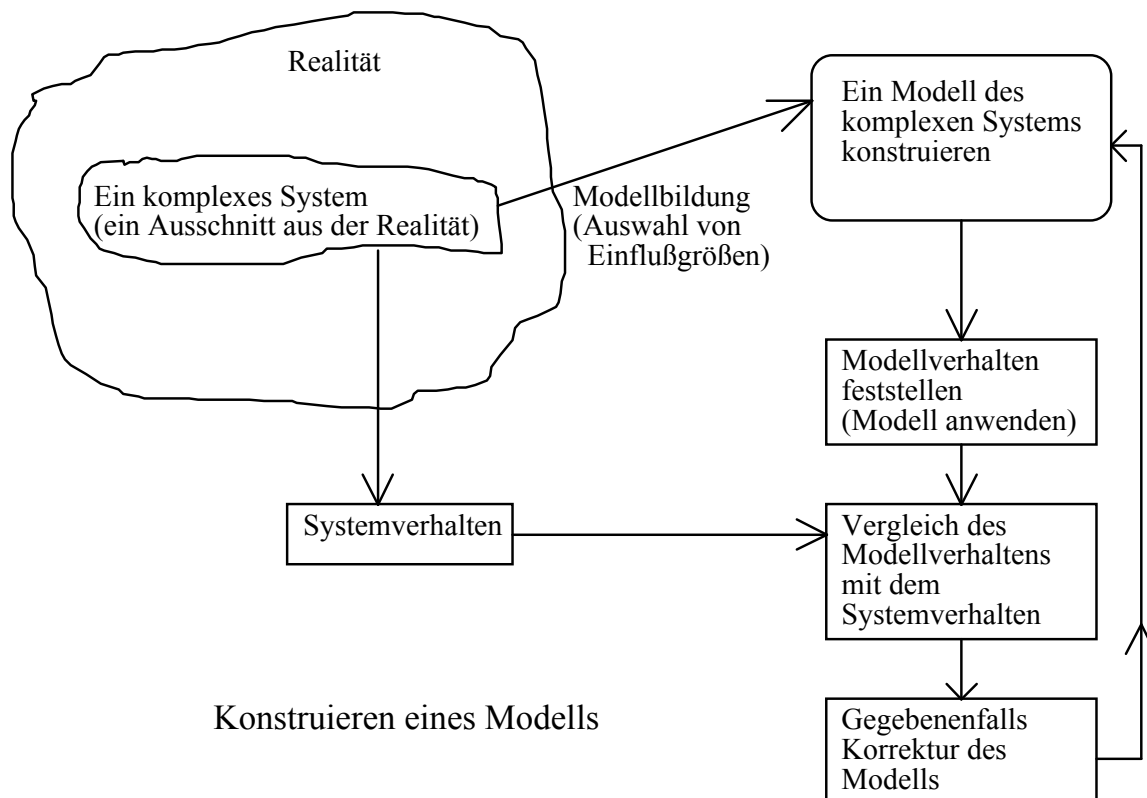 Realität
Ein komplexes System
(ein Ausschnitt aus der Realität)
Modellbildung
(Auswahl von
Einflußgrößen)
Ein Modell des
komplexen Systems
konstruieren
Modellverhalten
feststellen
(Modell anwenden)
Systemverhalten
Vergleich des
Modellverhaltens
mit dem
Systemverhalten
Gegebenenfalls
Korrektur des
Modells
Konstruieren eines Modells